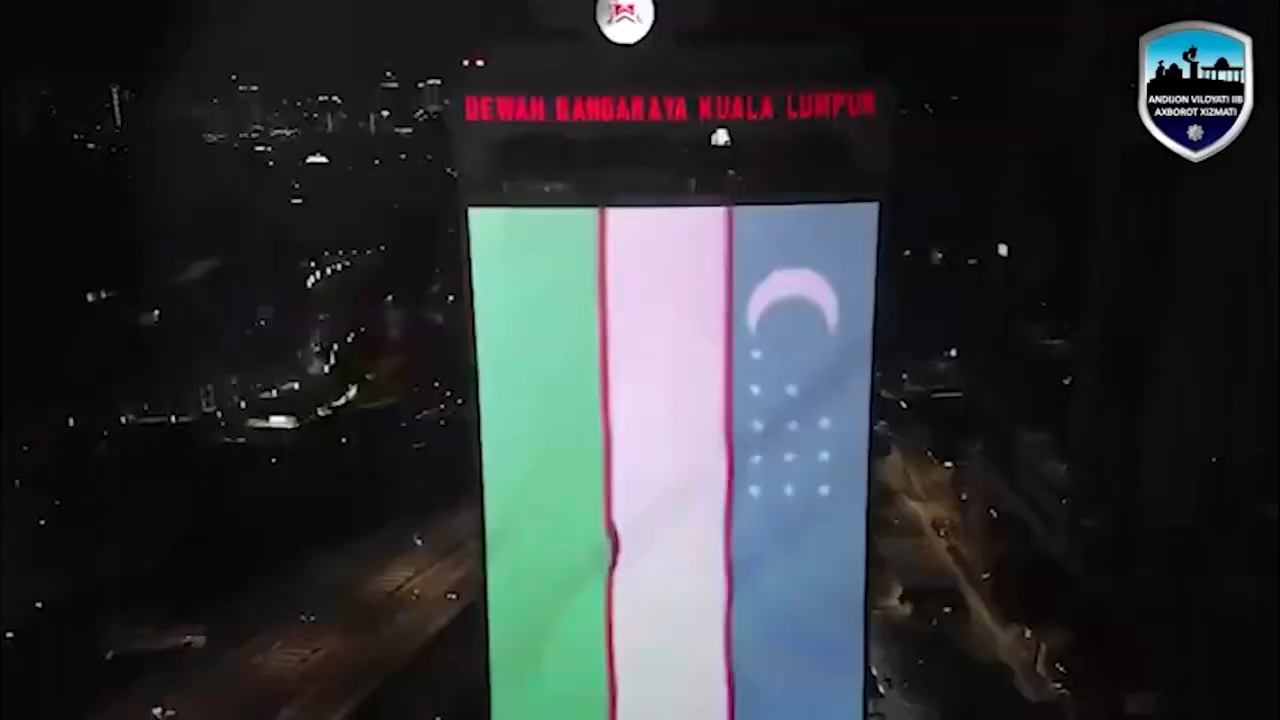 DEWAN BANDARAYA KUALA LUMPUR
ANDIJON VILOYATI IIB
AXBOROT XIZMATI